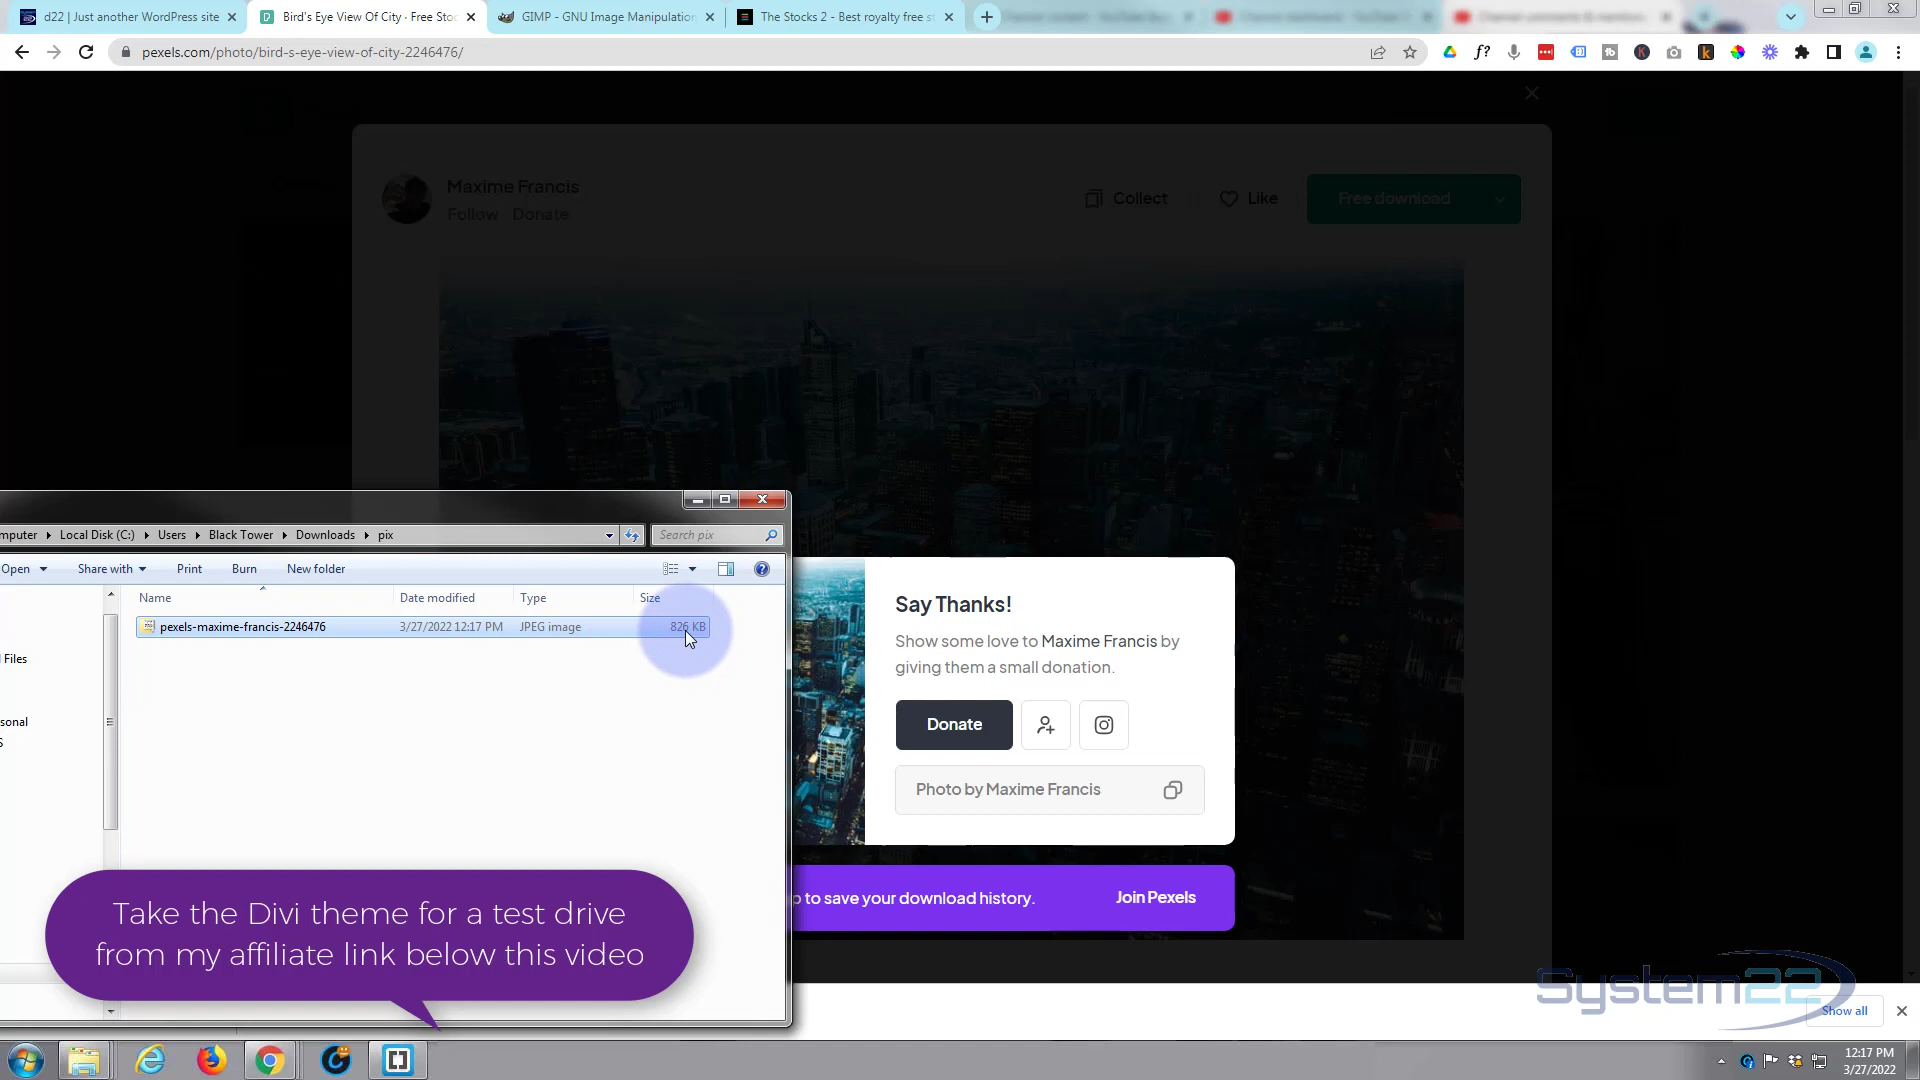 d22 | Just another WordPress site
Bird's Eye View Of City · Free Stoc
GIMP - GNU Image Manipulation
The Stocks 2 - Best royalty free s
pexels.com/photo/bird-s-eye-view-of-city-2246476/
Maxime Francis
Follow Donate
Collect
Like
Free download
mputer
Local Disk (C:)
Users
Black Tower
Downloads
pix
Search pix
Open
Share with
Print
Burn
New folder
Name
Date modified
Type
Size
pexels-maxime-francis-2246476
3/27/2022 12:17 PM
JPEG image
826 KB
Files
sonal
S
Say Thanks!
Show some love to Maxime Francis by
giving them a small donation.
Donate
Photo by Maxime Francis
to save your download history.
Join Pexels
Take the Divi theme for a test drive
from my affiliate link below this video
System22
Show all
12:17 PM
3/27/2022